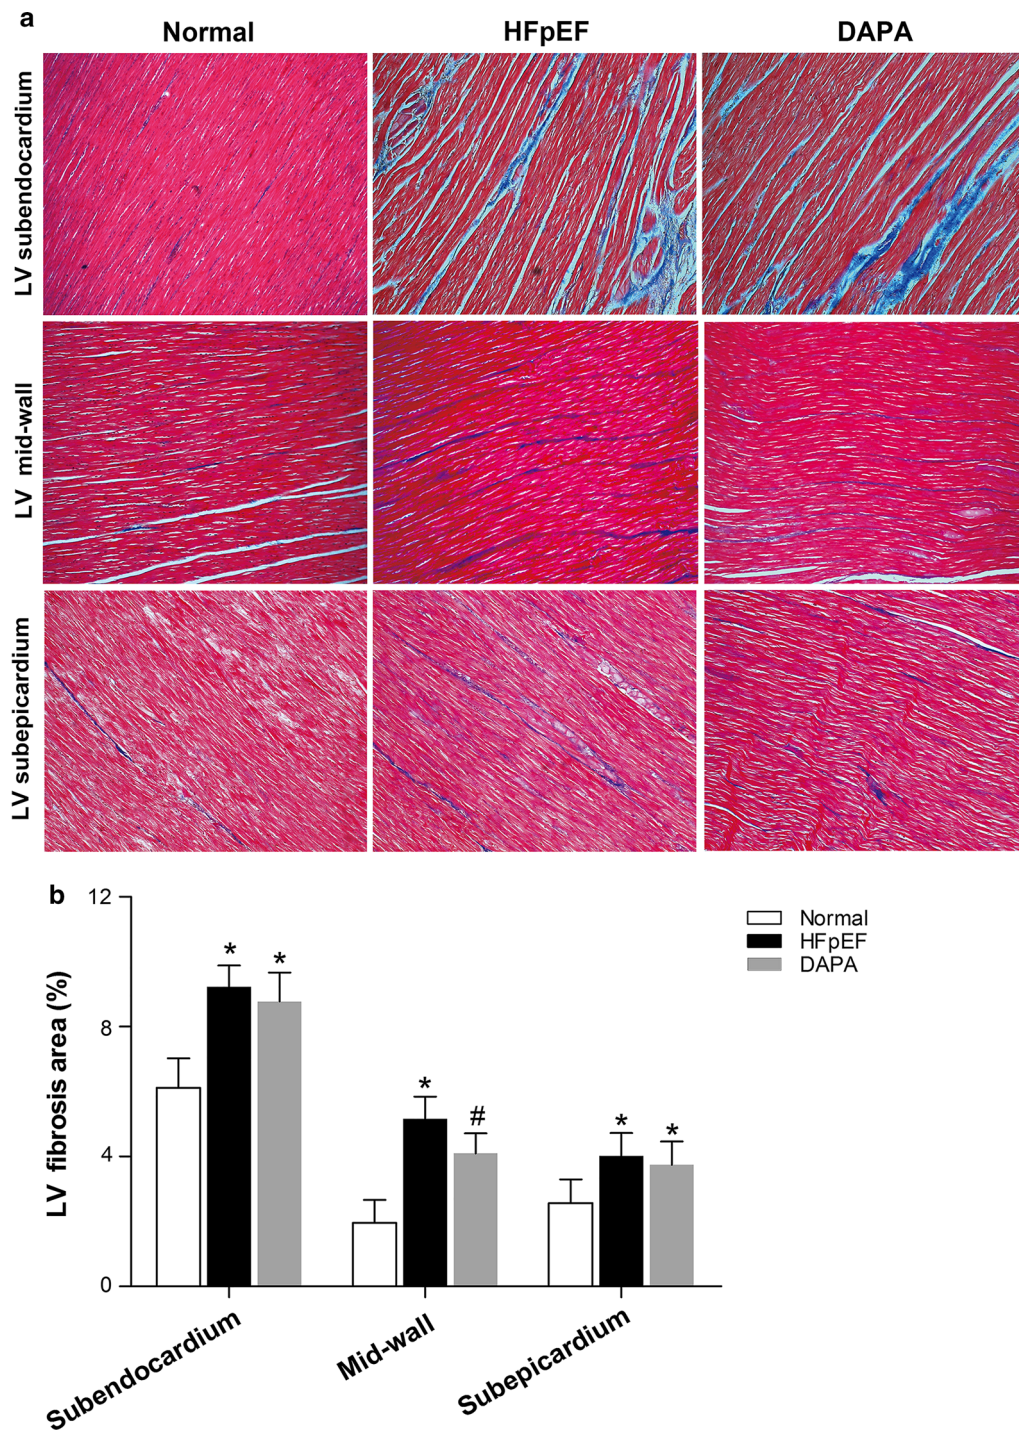 a
Normal
HFpEF
DAPA
LV subendocardium
LV mid-wall
LV subepicardium
b
LV fibrosis area (%)
12
8
4
0
* *
* #
* *
Normal
HFpEF
DAPA
Subendocardium
Mid-wall
Subepicardium